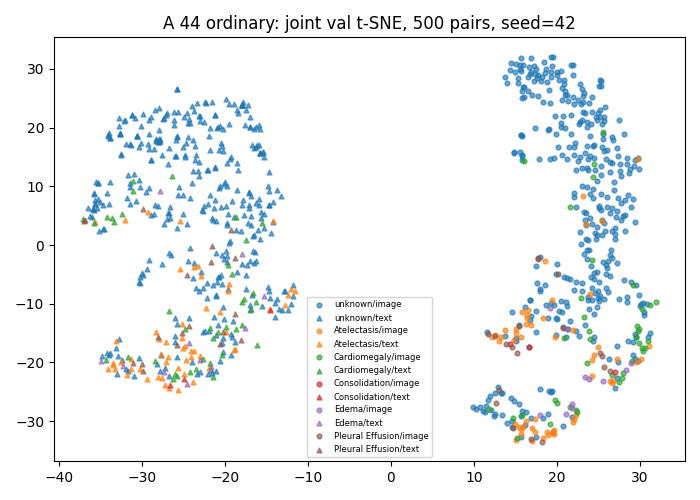 A 44 ordinary: joint val t-SNE, 500 pairs, seed=42
30
20
10
0
−10
−20
−30
unknown/image
unknown/text
Atelectasis/image
Atelectasis/text
Cardiomegaly/image
Cardiomegaly/text
Consolidation/image
Consolidation/text
Edema/image
Edema/text
Pleural Effusion/image
Pleural Effusion/text
−40 −30 −20 −10 0 10 20 30